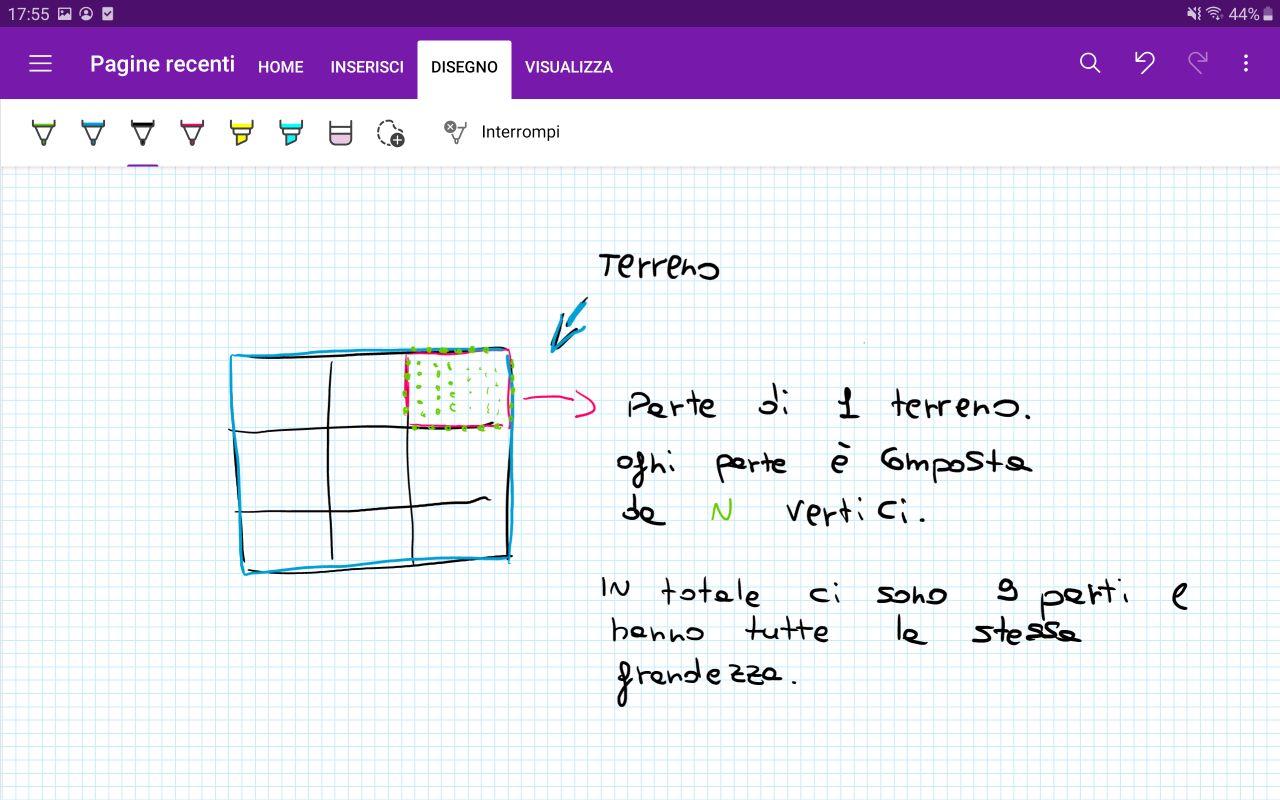 17:55 44%
Pagine recenti HOME INSERISCI DISEGNO VISUALIZZA
Interrompi
Terreno
Parte di 1 terreno.
ogni parte è composta
da N vertici.
IN totale ci sono 9 parti e
hanno tutte la stessa
grandezza.